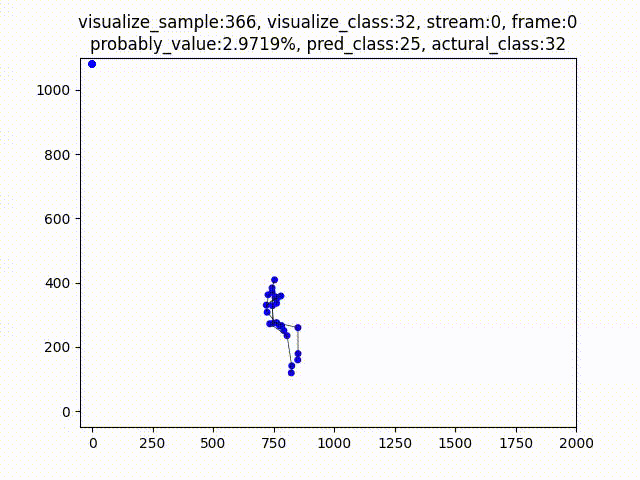 visualize_sample:366, visualize_class:32, stream:0, frame:0
probably_value:2.9719%, pred_class:25, actural_class:32
1000
800
600
400
200
0
0 250 500 750 1000 1250 1500 1750 2000